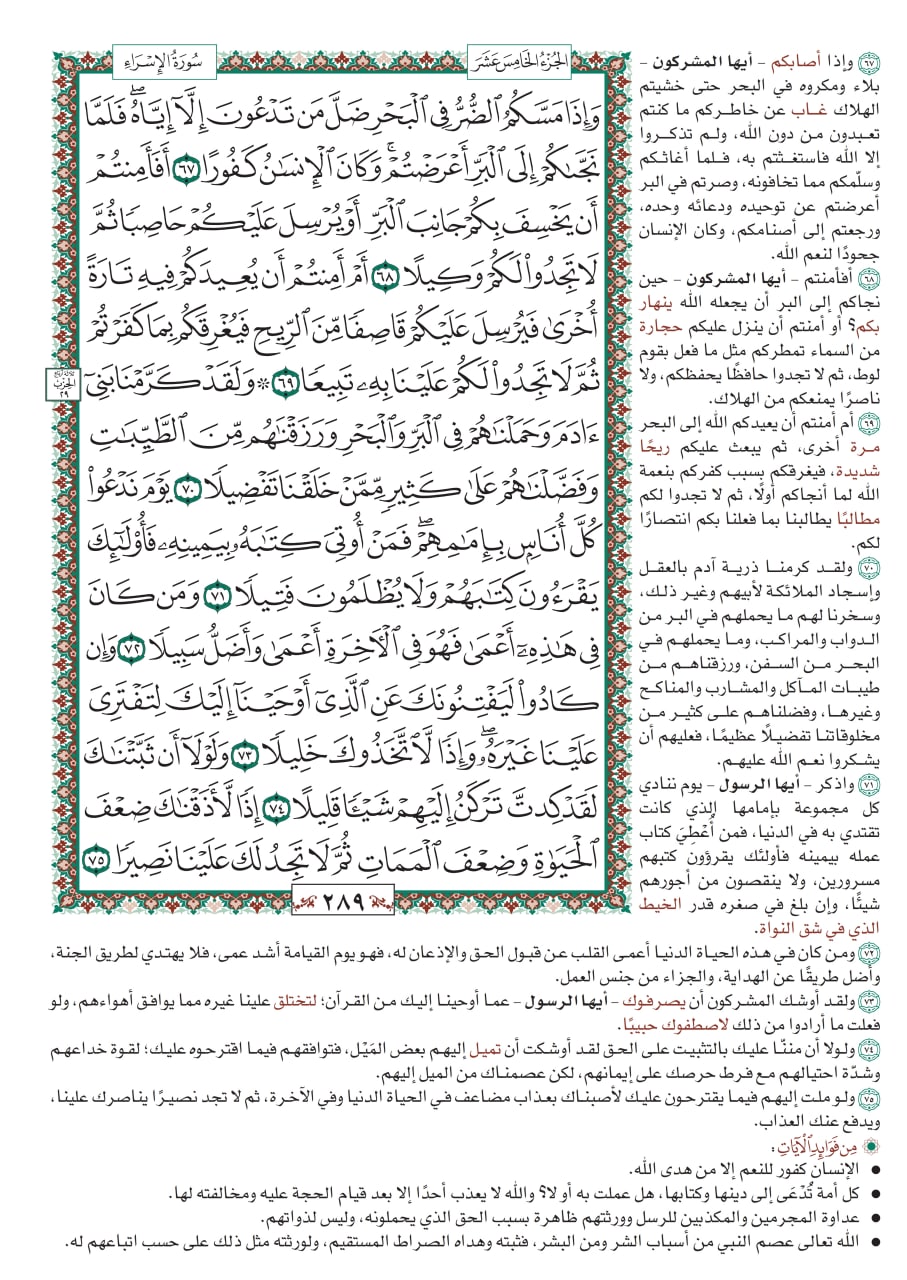 الجُزْءُ الخَامِسَ عَشَرَ
سُورَةُ الإِسْرَاءِ
وَإِذَا مَسَّكُمُ ٱلضُّرُّ فِي ٱلْبَحْرِ ضَلَّ مَن تَدْعُونَ إِلَّآ إِيَّاهُۖ فَلَمَّا
نَجَّىٰكُمْ إِلَى ٱلْبَرِّ أَعْرَضْتُمْۚ وَكَانَ ٱلْإِنسَٰنُ كَفُورًا ٦٧ أَفَأَمِنتُمْ
أَن يَخْسِفَ بِكُمْ جَانِبَ ٱلْبَرِّ أَوْ يُرْسِلَ عَلَيْكُمْ حَاصِبًا ثُمَّ
لَا تَجِدُوا۟ لَكُمْ وَكِيلًا ٦٨ أَمْ أَمِنتُمْ أَن يُعِيدَكُمْ فِيهِ تَارَةً
أُخْرَىٰ فَيُرْسِلَ عَلَيْكُمْ قَاصِفًا مِّنَ ٱلرِّيحِ فَيُغْرِقَكُم بِمَا كَفَرْتُمْ
ثُمَّ لَا تَجِدُوا۟ لَكُمْ عَلَيْنَا بِهِۦ تَبِيعًا ٦٩ ۞ وَلَقَدْ كَرَّمْنَا بَنِيٓ
ءَادَمَ وَحَمَلْنَٰهُمْ فِي ٱلْبَرِّ وَٱلْبَحْرِ وَرَزَقْنَٰهُم مِّنَ ٱلطَّيِّبَٰتِ
وَفَضَّلْنَٰهُمْ عَلَىٰ كَثِيرٍ مِّمَّنْ خَلَقْنَا تَفْضِيلًا ٧٠ يَوْمَ نَدْعُوا۟
كُلَّ أُنَاسٍۭ بِإِمَٰمِهِمْۖ فَمَنْ أُوتِيَ كِتَٰبَهُۥ بِيَمِينِهِۦ فَأُو۟لَٰٓئِكَ
يَقْرَءُونَ كِتَٰبَهُمْ وَلَا يُظْلَمُونَ فَتِيلًا ٧١ وَمَن كَانَ
فِي هَٰذِهِۦٓ أَعْمَىٰ فَهُوَ فِي ٱلْءَاخِرَةِ أَعْمَىٰ وَأَضَلُّ سَبِيلًا ٧٢ وَإِن
كَادُوا۟ لَيَفْتِنُونَكَ عَنِ ٱلَّذِيٓ أَوْحَيْنَآ إِلَيْكَ لِتَفْتَرِيَ
عَلَيْنَا غَيْرَهُۥۖ وَإِذًا لَّٱتَّخَذُوكَ خَلِيلًا ٧٣ وَلَوْلَآ أَن ثَبَّتْنَٰكَ
لَقَدْ كِدتَّ تَرْكَنُ إِلَيْهِمْ شَيْـًٔا قَلِيلًا ٧٤ إِذًا لَّأَذَقْنَٰكَ ضِعْفَ
ٱلْحَيَوٰةِ وَضِعْفَ ٱلْمَمَاتِ ثُمَّ لَا تَجِدُ لَكَ عَلَيْنَا نَصِيرًا ٧٥
الحِزْبُ
٢٩
٢٨٩
٦٧ وإذا أصابكم - أيها المشركون -
بلاء ومكروه في البحر حتى خشيتم
الهلاك غاب عن خاطركم ما كنتم
تعبدون من دون الله، ولم تذكروا
إلا الله فاستغثتم به، فلما أغاثكم
وسلّمكم مما تخافونه، وصرتم في البر
أعرضتم عن توحيده ودعائه وحده،
ورجعتم إلى أصنامكم، وكان الإنسان
جحودًا لنعم الله.
٦٨ أفأمنتم - أيها المشركون - حين
نجاكم إلى البر أن يجعله الله ينهار
بكم؟ أو أمنتم أن ينزل عليكم حجارة
من السماء تمطركم مثل ما فعل بقوم
لوط، ثم لا تجدوا حافظًا يحفظكم، ولا
ناصرًا يمنعكم من الهلاك.
٦٩ أم أمنتم أن يعيدكم الله إلى البحر
مرة أخرى، ثم يبعث عليكم ريحًا
شديدة، فيغرقكم بسبب كفركم بنعمة
الله لما أنجاكم أولًا، ثم لا تجدوا لكم
مطالبًا يطالبنا بما فعلنا بكم انتصارًا
لكم.
٧٠ ولقد كرمنا ذرية آدم بالعقل
وإسجاد الملائكة لأبيهم وغير ذلك،
وسخرنا لهم ما يحملهم في البر من
الدواب والمراكب، وما يحملهم في
البحر من السفن، ورزقناهم من
طيبات المآكل والمشارب والمناكح
وغيرها، وفضلناهم على كثير من
مخلوقاتنا تفضيلًا عظيمًا، فعليهم أن
يشكروا نعم الله عليهم.
٧١ واذكر - أيها الرسول - يوم ننادي
كل مجموعة بإمامها الذي كانت
تقتدي به في الدنيا، فمن أُعْطِيَ كتاب
عمله بيمينه فأولئك يقرؤون كتبهم
مسرورين، ولا ينقصون من أجورهم
شيئًا، وإن بلغ في صغره قدر الخيط
الذي في شق النواة.
٧٢ ومن كان في هذه الحياة الدنيا أعمى القلب عن قبول الحق والإذعان له، فهو يوم القيامة أشد عمى، فلا يهتدي لطريق الجنة،
وأضل طريقًا عن الهداية، والجزاء من جنس العمل.
٧٣ ولقد أوشك المشركون أن يصرفوك - أيها الرسول - عما أوحينا إليك من القرآن؛ لتختلق علينا غيره مما يوافق أهواءهم، ولو
فعلت ما أرادوا من ذلك لاصطفوك حبيبًا.
٧٤ ولولا أن مننّا عليك بالتثبيت على الحق لقد أوشكت أن تميل إليهم بعض المَيْل، فتوافقهم فيما اقترحوه عليك؛ لقوة خداعهم
وشدّة احتيالهم مع فرط حرصك على إيمانهم، لكن عصمناك من الميل إليهم.
٧٥ ولو ملت إليهم فيما يقترحون عليك لأصبناك بعذاب مضاعف في الحياة الدنيا وفي الآخرة، ثم لا تجد نصيرًا يناصرك علينا،
ويدفع عنك العذاب.
مِن فَوَائِدِ الآيَاتِ:
• الإنسان كفور للنعم إلا من هدى الله.
• كل أمة تُدْعَى إلى دينها وكتابها، هل عملت به أو لا؟ والله لا يعذب أحدًا إلا بعد قيام الحجة عليه ومخالفته لها.
• عداوة المجرمين والمكذبين للرسل وورثتهم ظاهرة بسبب الحق الذي يحملونه، وليس لذواتهم.
• الله تعالى عصم النبي من أسباب الشر ومن البشر، فثبته وهداه الصراط المستقيم، ولورثته مثل ذلك على حسب اتباعهم له.